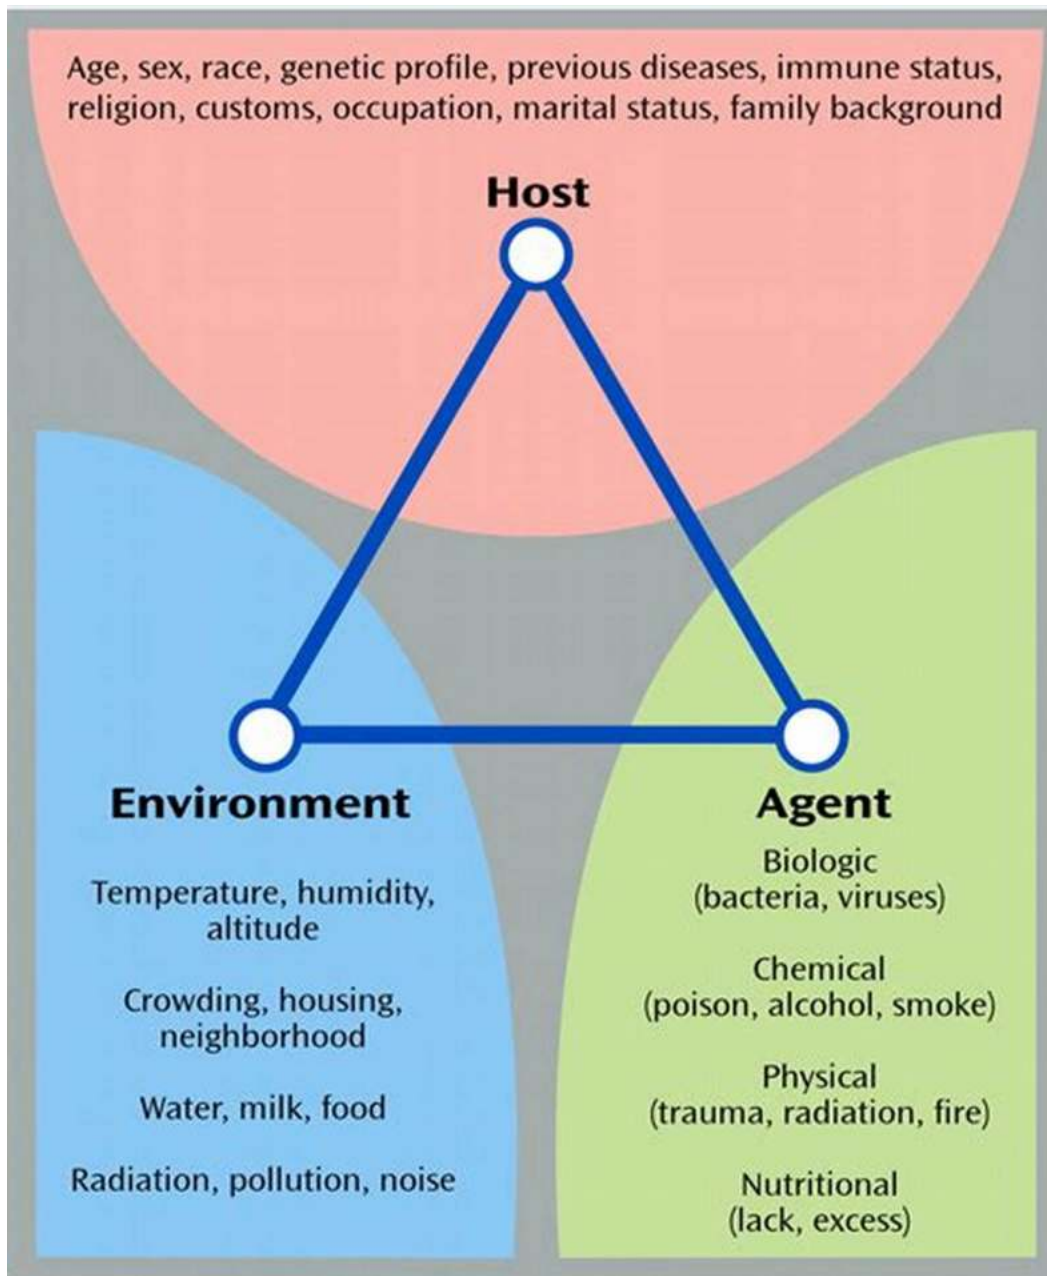 Age, sex, race, genetic profile, previous diseases, immune status,
religion, customs, occupation, marital status, family background
Host
Environment
Temperature, humidity,
altitude
Crowding, housing,
neighborhood
Water, milk, food
Radiation, pollution, noise
Agent
Biologic
(bacteria, viruses)
Chemical
(poison, alcohol, smoke)
Physical
(trauma, radiation, fire)
Nutritional
(lack, excess)